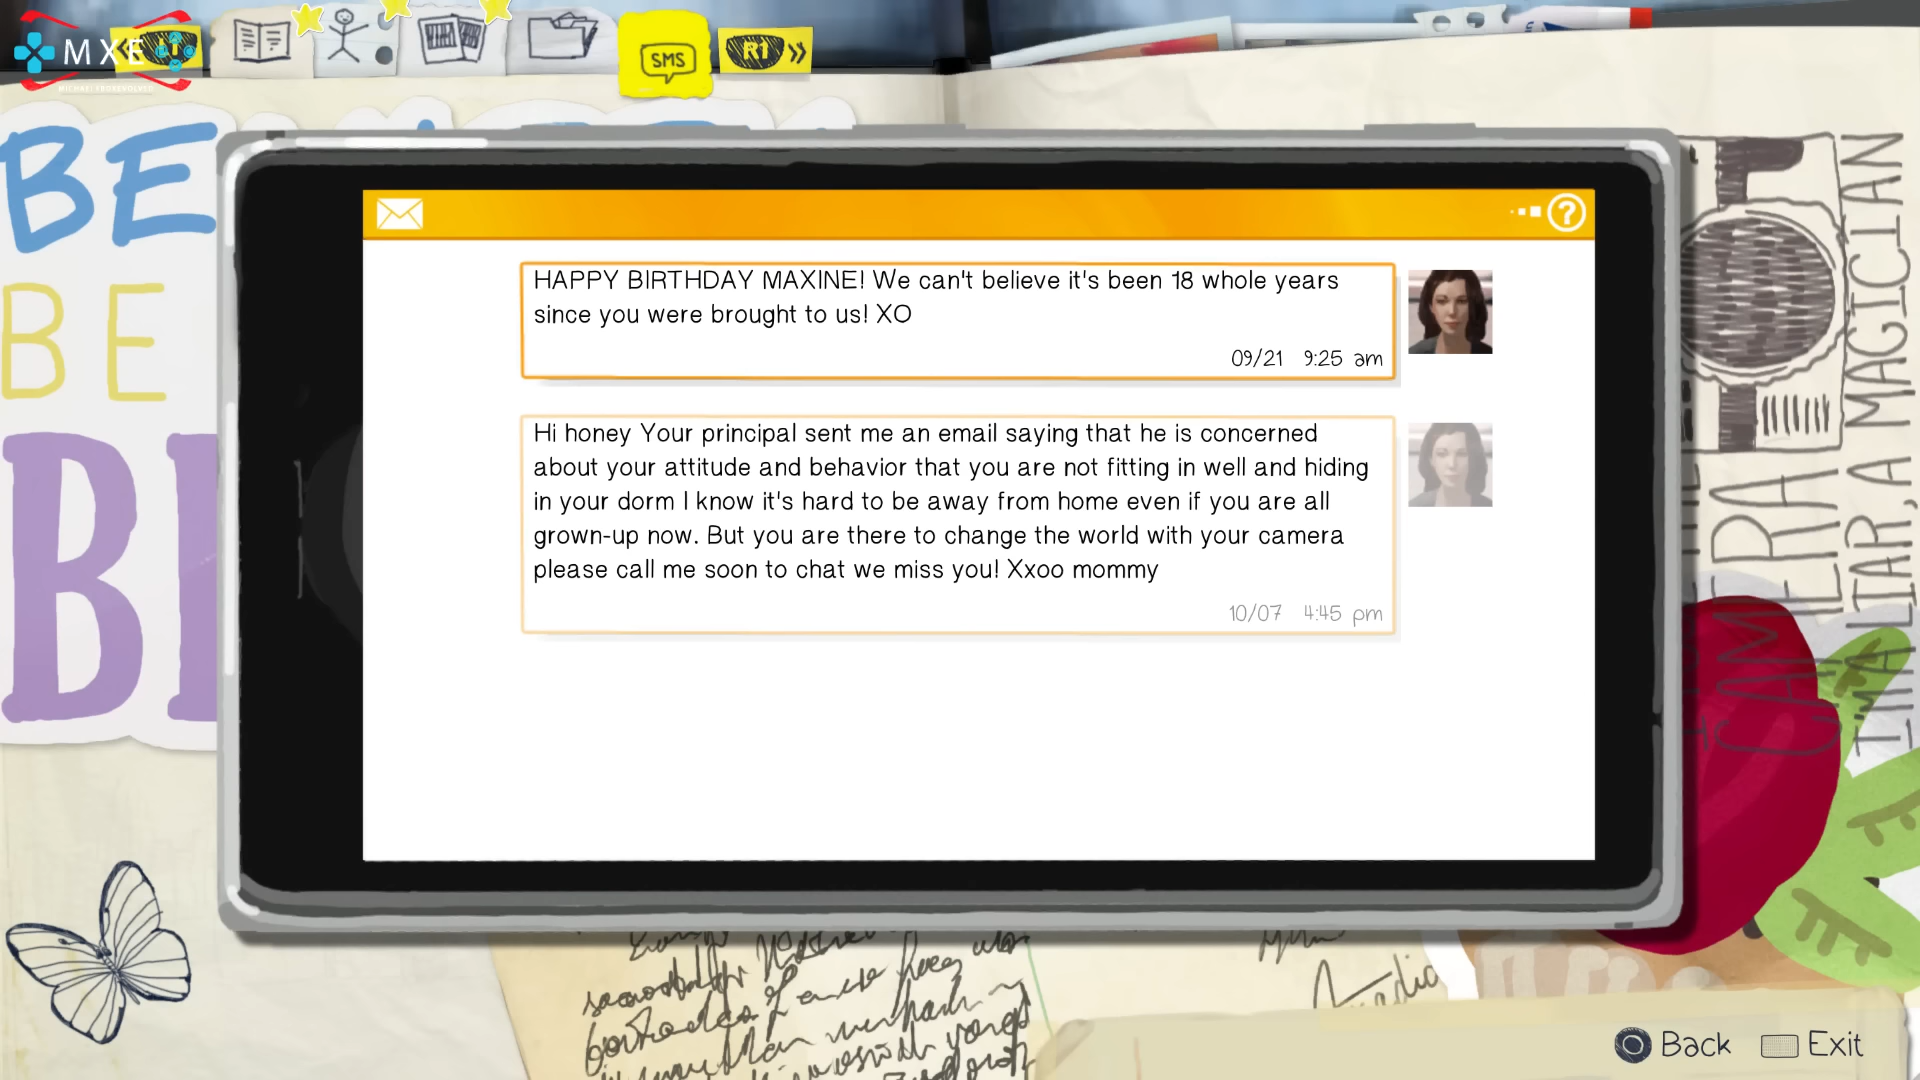 MXE
SMS
R1
BE
BE
HAPPY BIRTHDAY MAXINE! We can't believe it's been 18 whole years
since you were brought to us! XO
09/21 9:25 am
Hi honey Your principal sent me an email saying that he is concerned
about your attitude and behavior that you are not fitting in well and hiding
in your dorm I know it's hard to be away from home even if you are all
grown-up now. But you are there to change the world with your camera
please call me soon to chat we miss you! Xxoo mommy
10/07 4:45 pm
?
CAMERA
I'M A LIAR, A MAGICIAN
Back
Exit